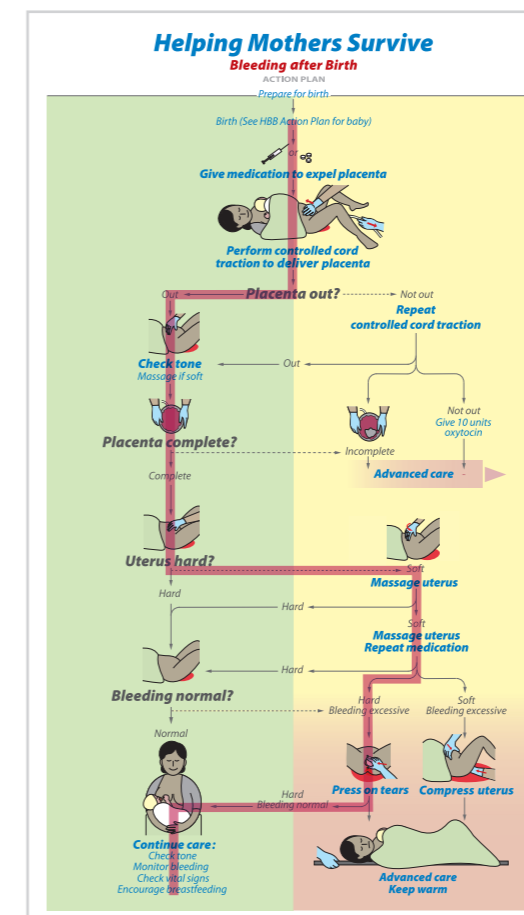 Helping Mothers Survive
Bleeding after Birth
ACTION PLAN
Prepare for birth
Birth (See HBB Action Plan for baby)
or
Give medication to expel placenta
Perform controlled cord
traction to deliver placenta
Out
Placenta out?
Not out
Repeat
controlled cord traction
Check tone
Massage if soft
Out
Placenta complete?
Not out
Give 10 units
oxytocin
Incomplete
Complete
Advanced care
Uterus hard?
Soft
Massage uterus
Hard
Hard
Soft
Massage uterus
Repeat medication
Hard
Bleeding normal?
Hard
Bleeding excessive
Soft
Bleeding excessive
Normal
Press on tears
Compress uterus
Hard
Bleeding normal
Continue care:
Check tone
Monitor bleeding
Check vital signs
Encourage breastfeeding
Advanced care
Keep warm